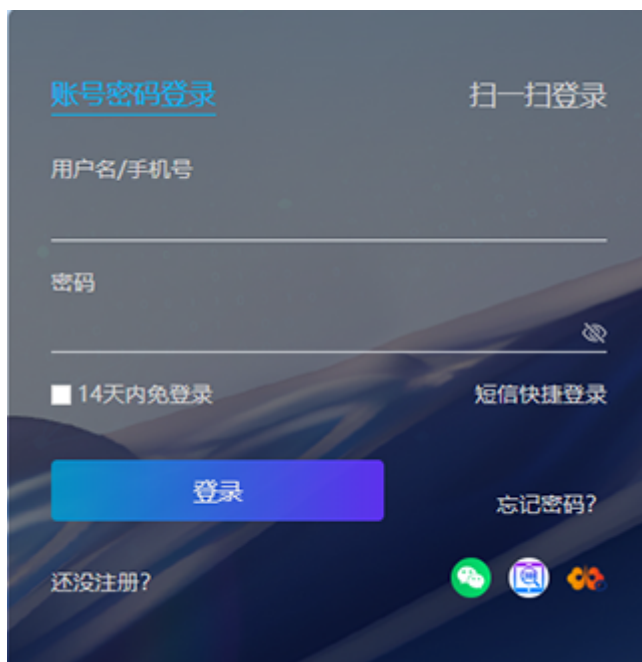 账号密码登录 扫一扫登录
用户名/手机号
密码
14天内免登录 短信快捷登录
登录
忘记密码?
还没注册?